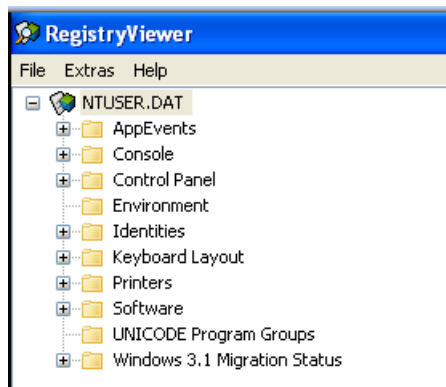 RegistryViewer
File Extras Help
NTUSER.DAT
AppEvents
Console
Control Panel
Environment
Identities
Keyboard Layout
Printers
Software
UNICODE Program Groups
Windows 3.1 Migration Status